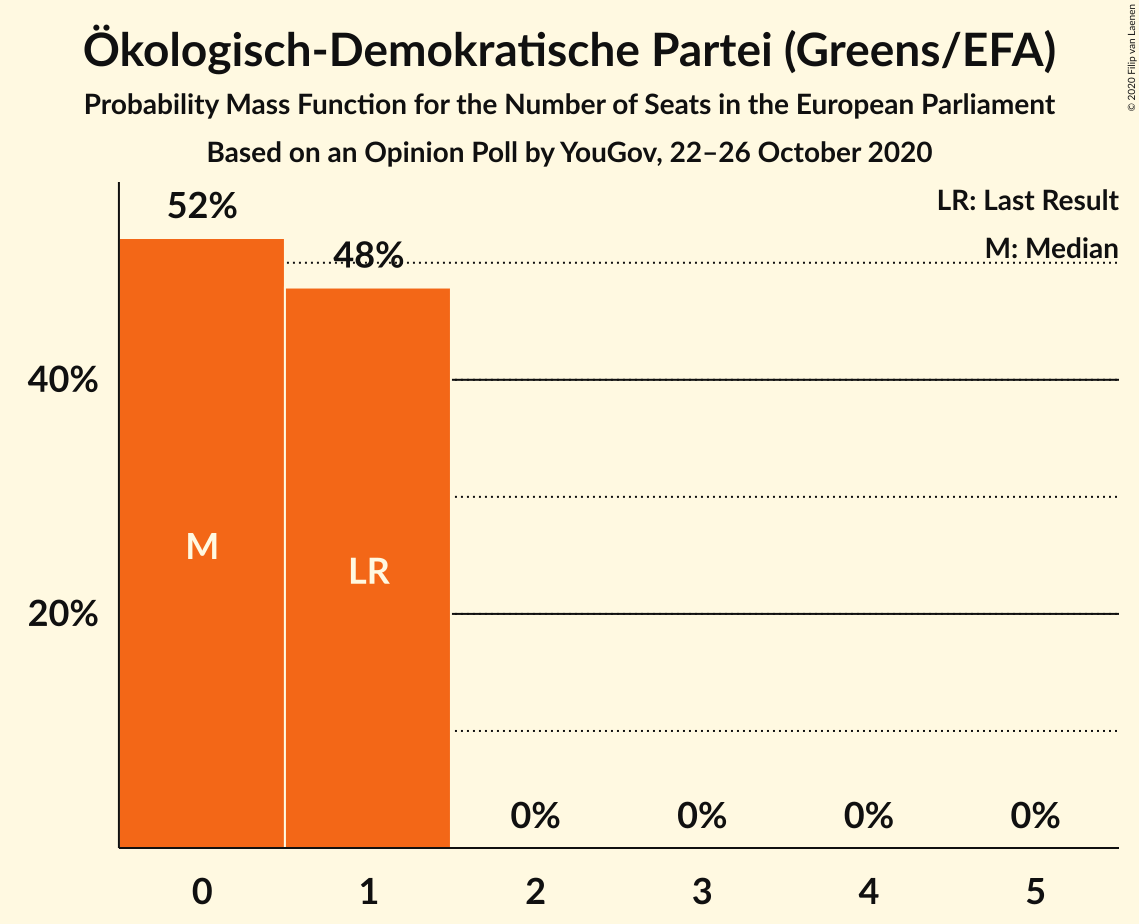 Ökologisch-Demokratische Partei (Greens/EFA)
Probability Mass Function for the Number of Seats in the European Parliament
Based on an Opinion Poll by YouGov, 22–26 October 2020
© 2020 Filip van Laenen
LR: Last Result
M: Median
52%
48%
40%
20%
M
LR
0%
0%
0%
0%
0
1
2
3
4
5